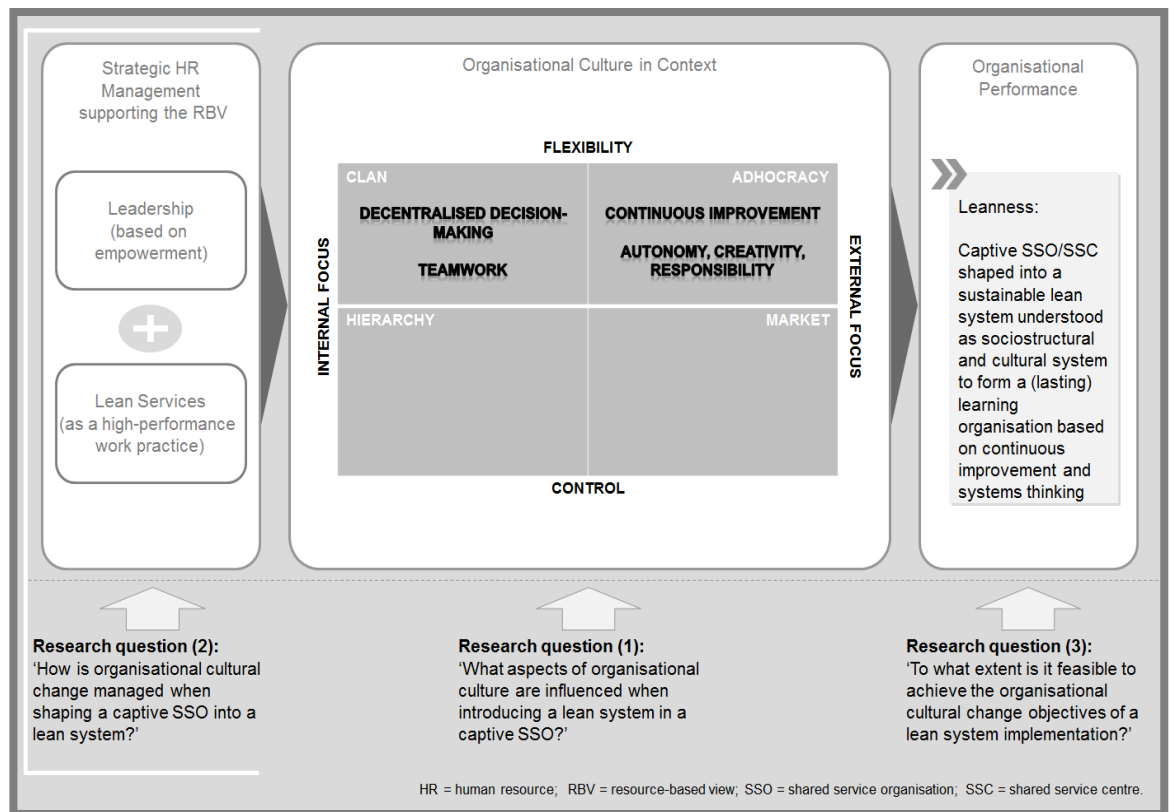 Strategic HR
Management
supporting the RBV
Leadership
(based on
empowerment)
Lean Services
(as a high-performance
work practice)
Organisational Culture in Context
FLEXIBILITY
INTERNAL FOCUS
CLAN
DECENTRALISED DECISION-
MAKING
TEAMWORK
ADHOCRACY
CONTINUOUS IMPROVEMENT
AUTONOMY, CREATIVITY,
RESPONSIBILITY
EXTERNAL FOCUS
HIERARCHY
MARKET
CONTROL
Organisational
Performance
Leanness:
Captive SSO/SSC
shaped into a
sustainable lean
system understood
as sociostructural
and cultural system
to form a (lasting)
learning
organisation based
on continuous
improvement and
systems thinking
Research question (2):
‘How is organisational cultural
change managed when
shaping a captive SSO into a
lean system?’
Research question (1):
‘What aspects of organisational
culture are influenced when
introducing a lean system in a
captive SSO?’
Research question (3):
‘To what extent is it feasible to
achieve the organisational
cultural change objectives of a
lean system implementation?’
HR = human resource; RBV = resource-based view; SSO = shared service organisation; SSC = shared service centre.